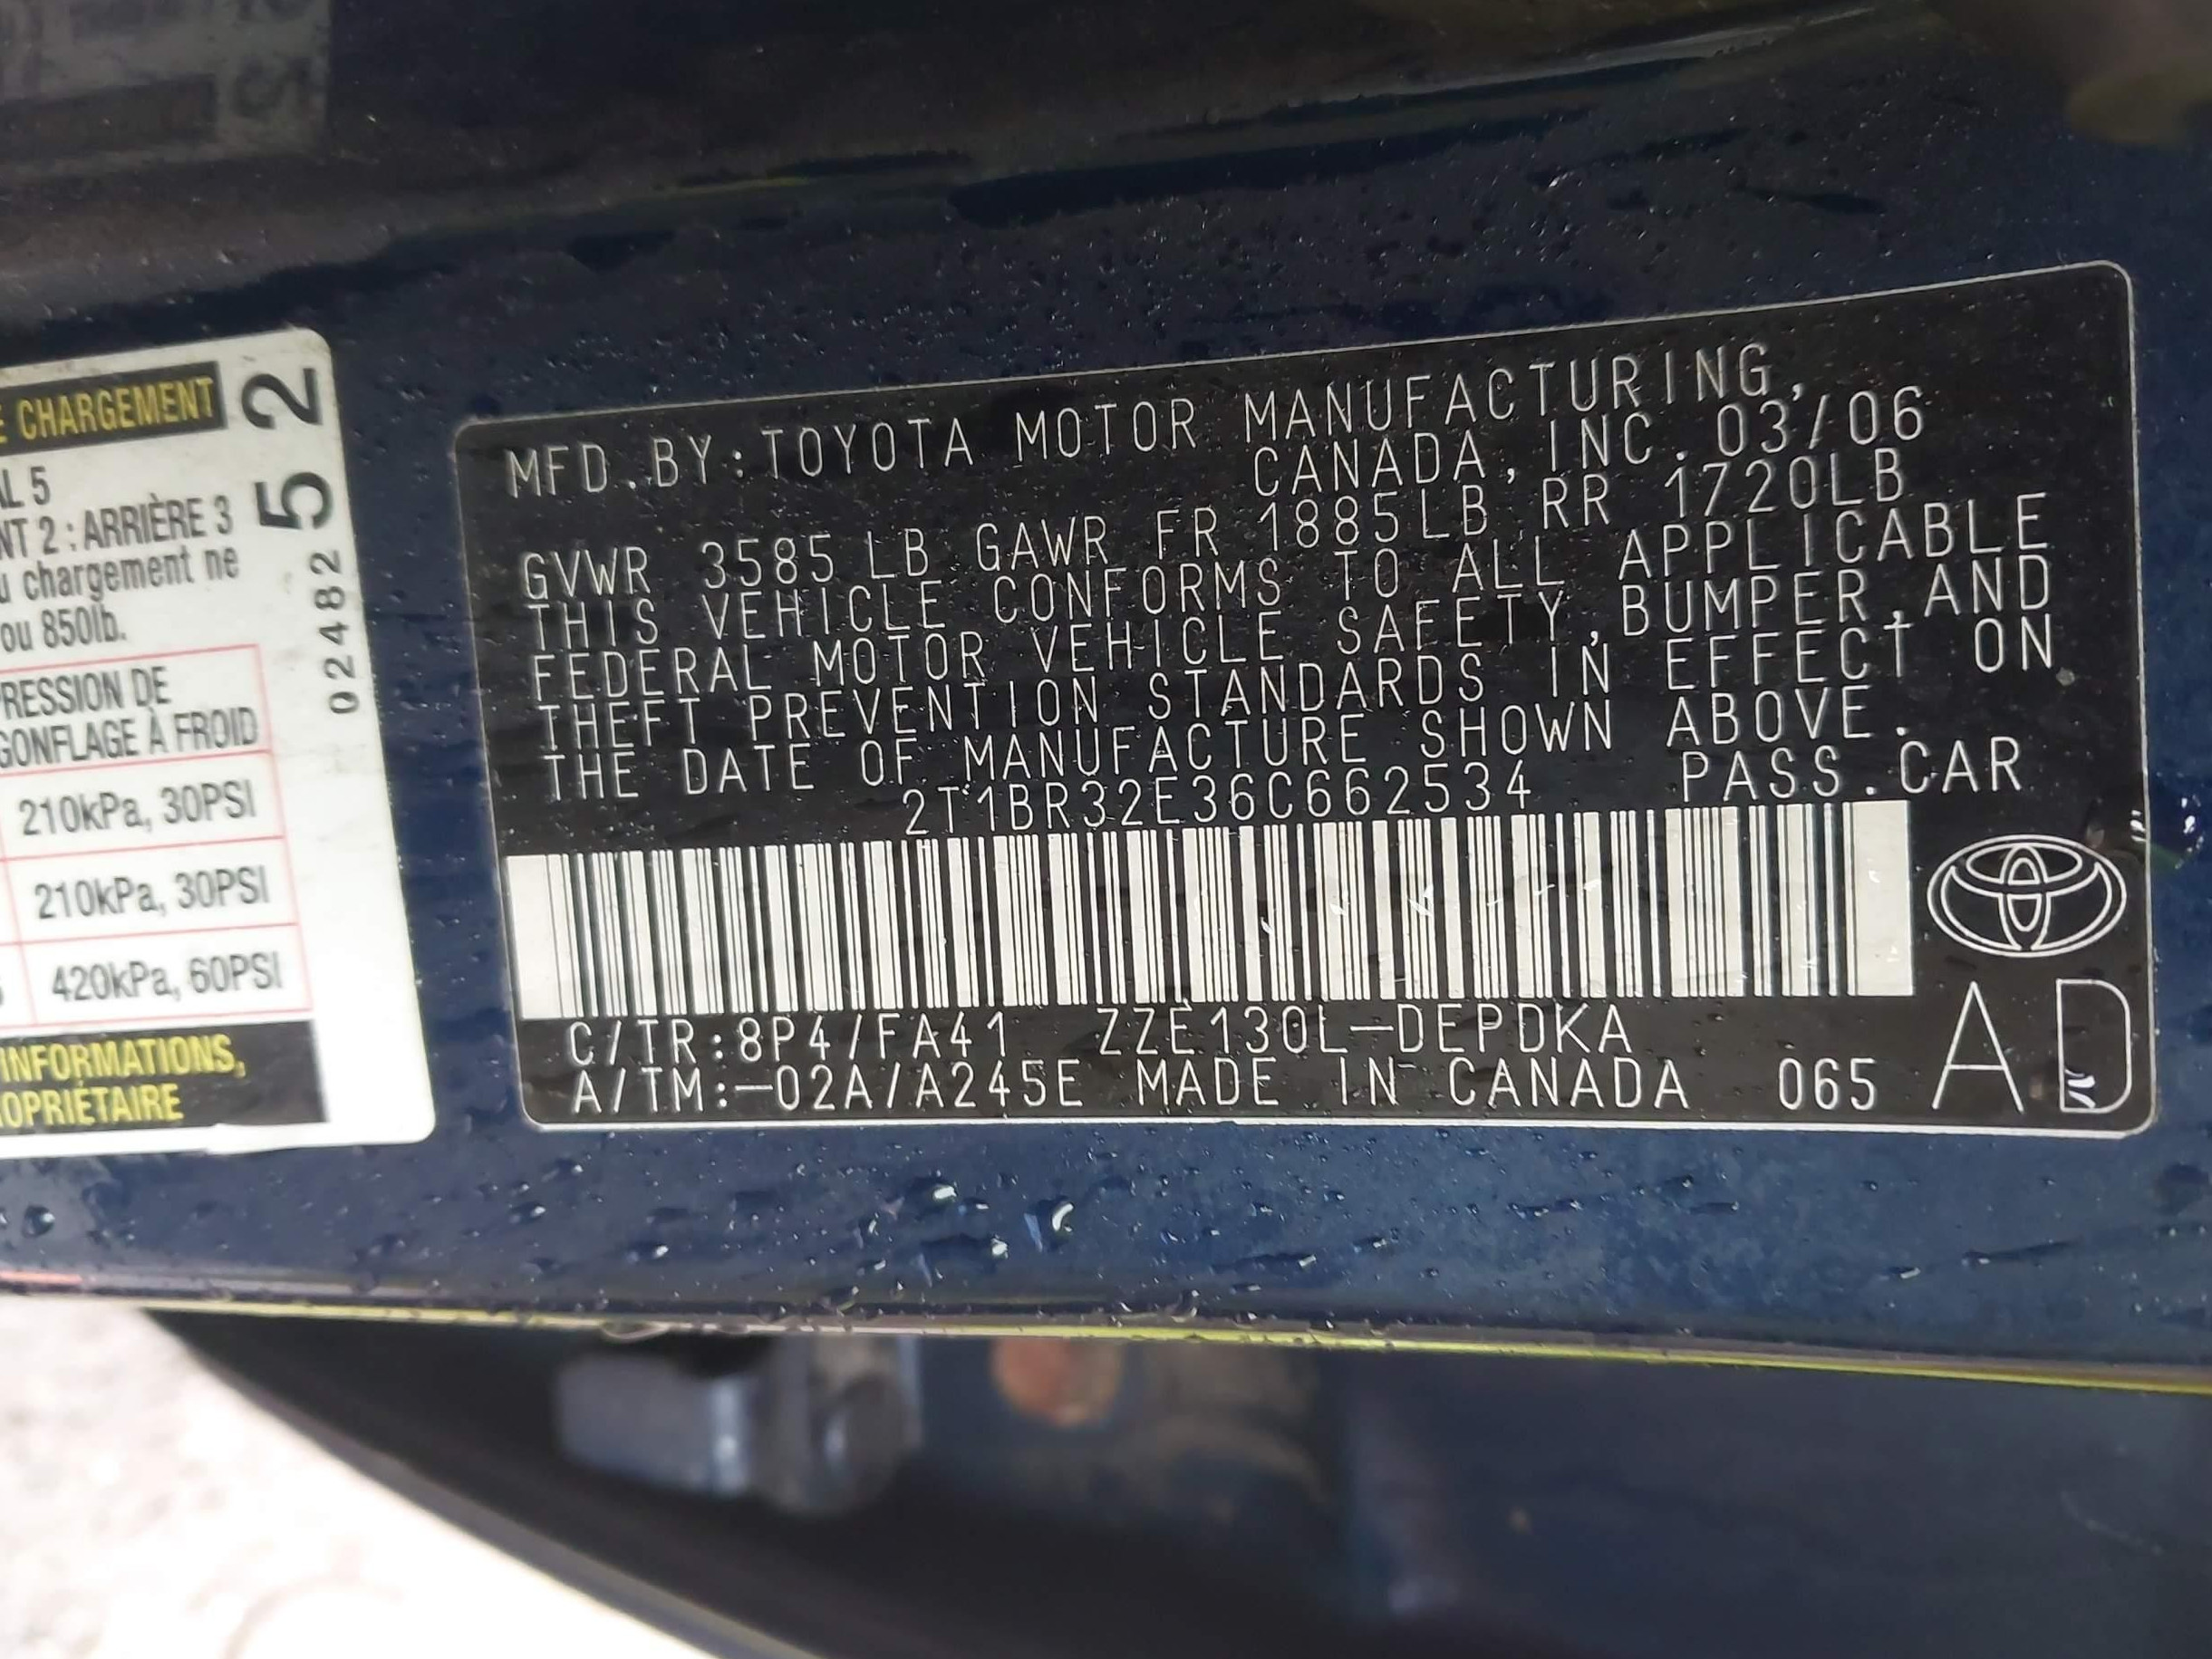 E CHARGEMENT
AL 5
NT 2 : ARRIÈRE 3
u chargement ne
ou 850lb.
RESSION DE
GONFLAGE À FROID
210kPa, 30PSI
210kPa, 30PSI
420kPa, 60PSI
INFORMATIONS,
OPRIÉTAIRE
52
02482
MFD. BY: TOYOTA MOTOR MANUFACTURING,
CANADA, INC. 03/06
GVWR 3585 LB GAWR FR 1885LB RR 1720LB
THIS VEHICLE CONFORMS TO ALL APPLICABLE
FEDERAL MOTOR VEHICLE SAFETY, BUMPER, AND
THEFT PREVENTION STANDARDS IN EFFECT ON
THE DATE OF MANUFACTURE SHOWN ABOVE.
2T1BR32E36C662534 PASS. CAR
C/TR:8P4/FA41 ZZE130L-DEPDKA
A/TM:-02A/A245E MADE IN CANADA 065
AD